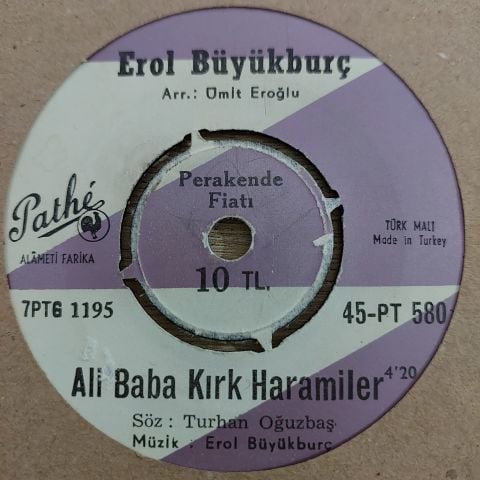 Erol Büyükburç
Arr.: Ümit Eroğlu
Perakende
Fiatı
10 TL.
Pathé
ALÂMETİ FARİKA
TÜRK MALI
Made in Turkey
7PTG 1195
45-PT 580
Ali Baba Kırk Haramiler 4'20
Söz : Turhan Oğuzbaş
Müzik : Erol Büyükburç